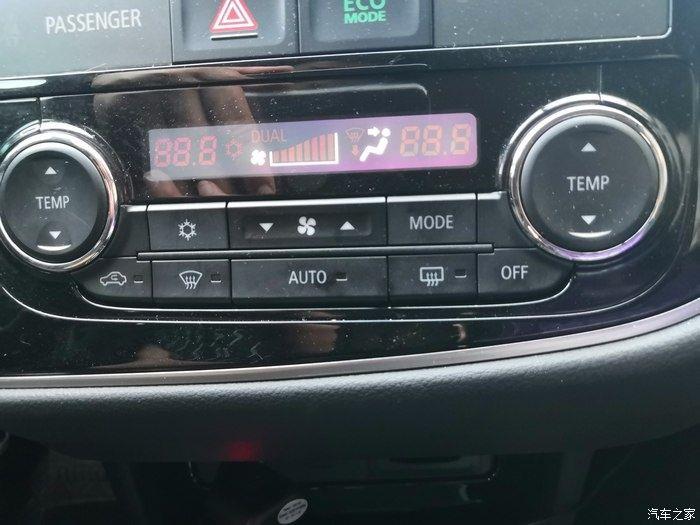 PASSENGER
ECO
MODE
88.8 DUAL 88.8
TEMP
MODE
TEMP
AUTO
OFF
汽车之家